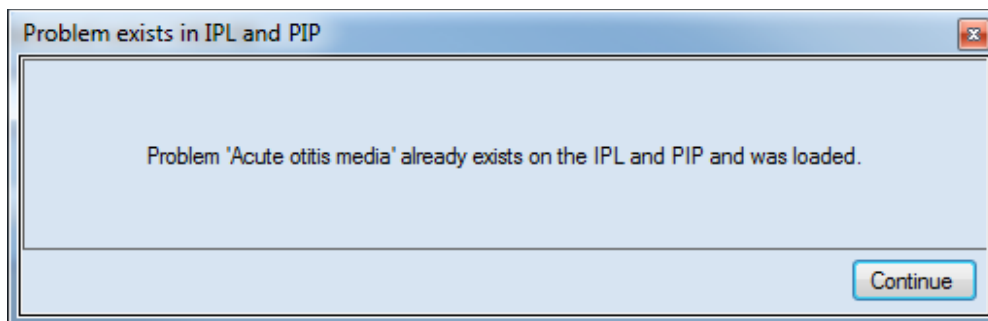 Problem exists in IPL and PIP
Problem 'Acute otitis media' already exists on the IPL and PIP and was loaded.
Continue